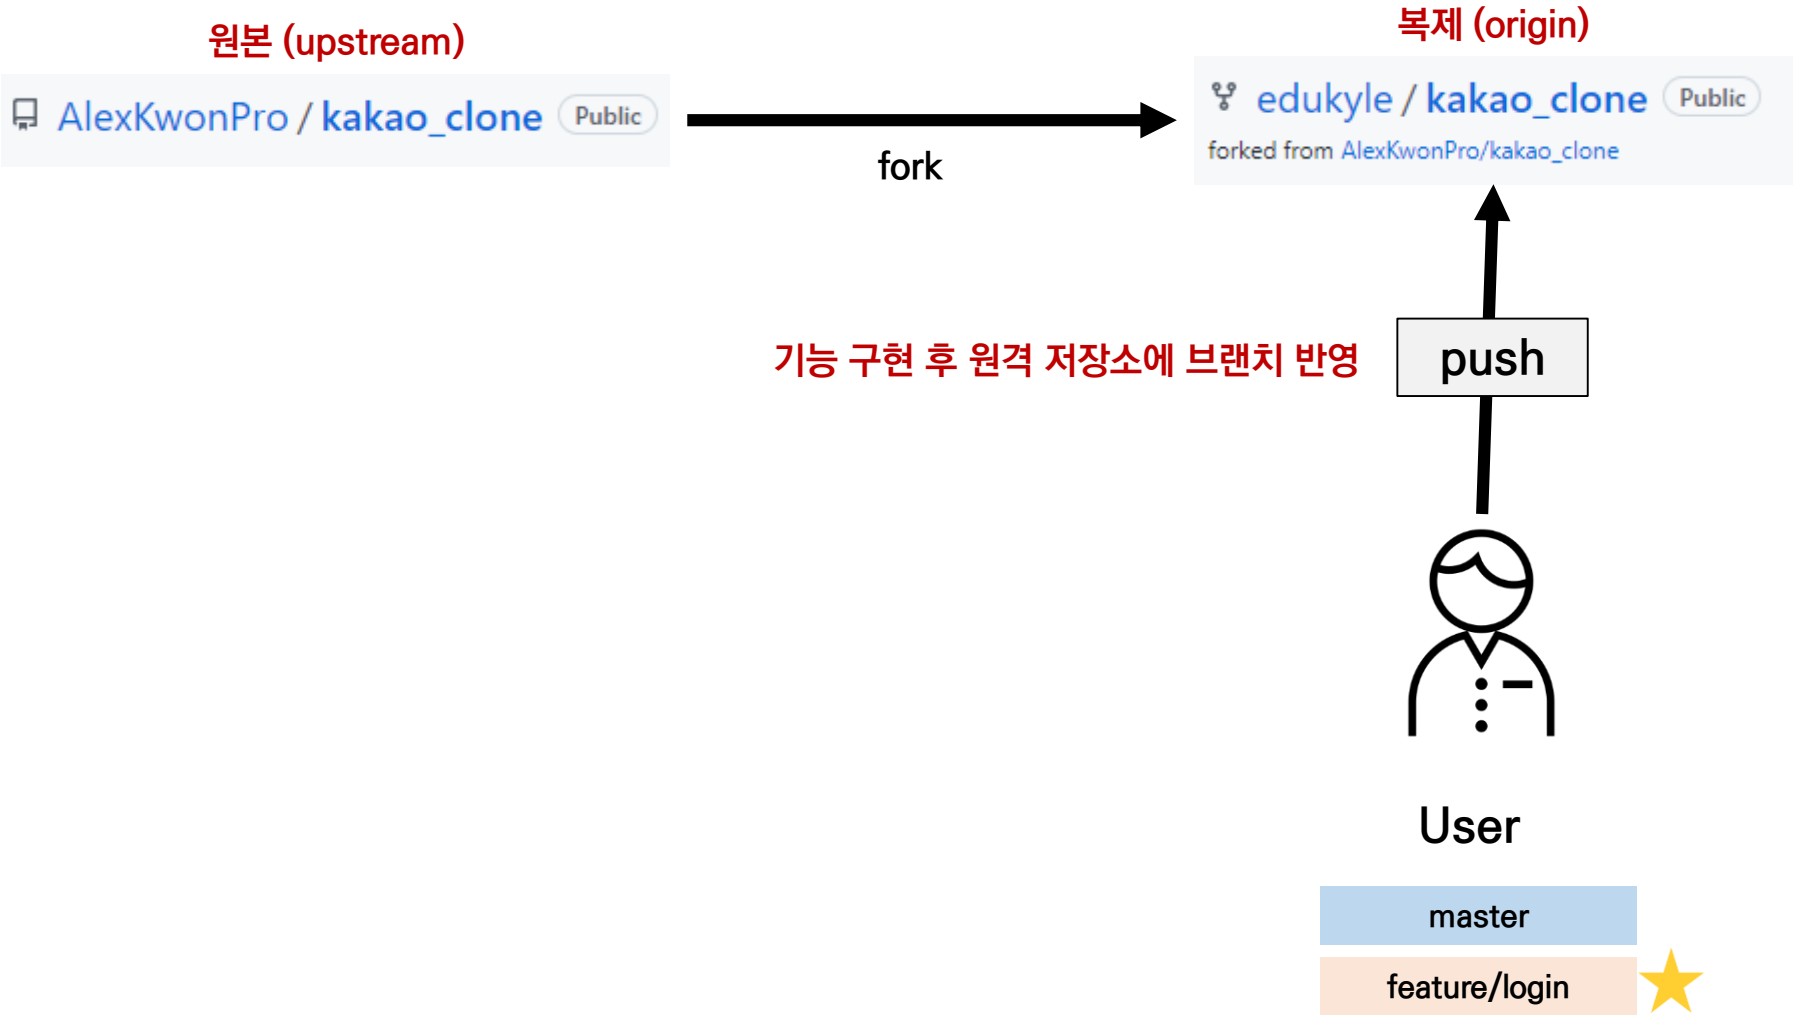 원본 (upstream)
AlexKwonPro / kakao_clone Public
fork
복제 (origin)
edukyle / kakao_clone Public
forked from AlexKwonPro/kakao_clone
기능 구현 후 원격 저장소에 브랜치 반영
push
User
master
feature/login